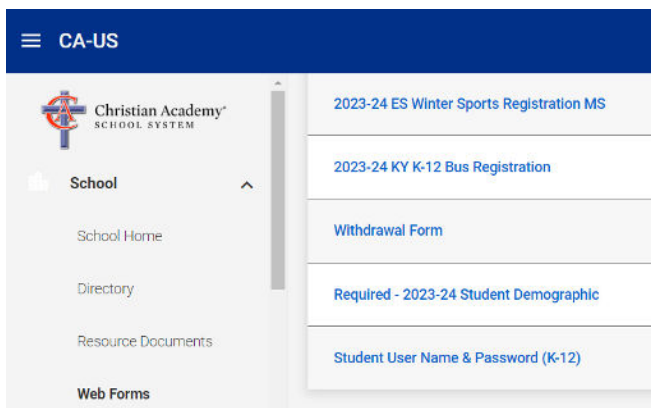 CA-US
Christian Academy
SCHOOL SYSTEM
School
School Home
Directory
Resource Documents
Web Forms
2023-24 ES Winter Sports Registration MS
2023-24 KY K-12 Bus Registration
Withdrawal Form
Required - 2023-24 Student Demographic
Student User Name & Password (K-12)